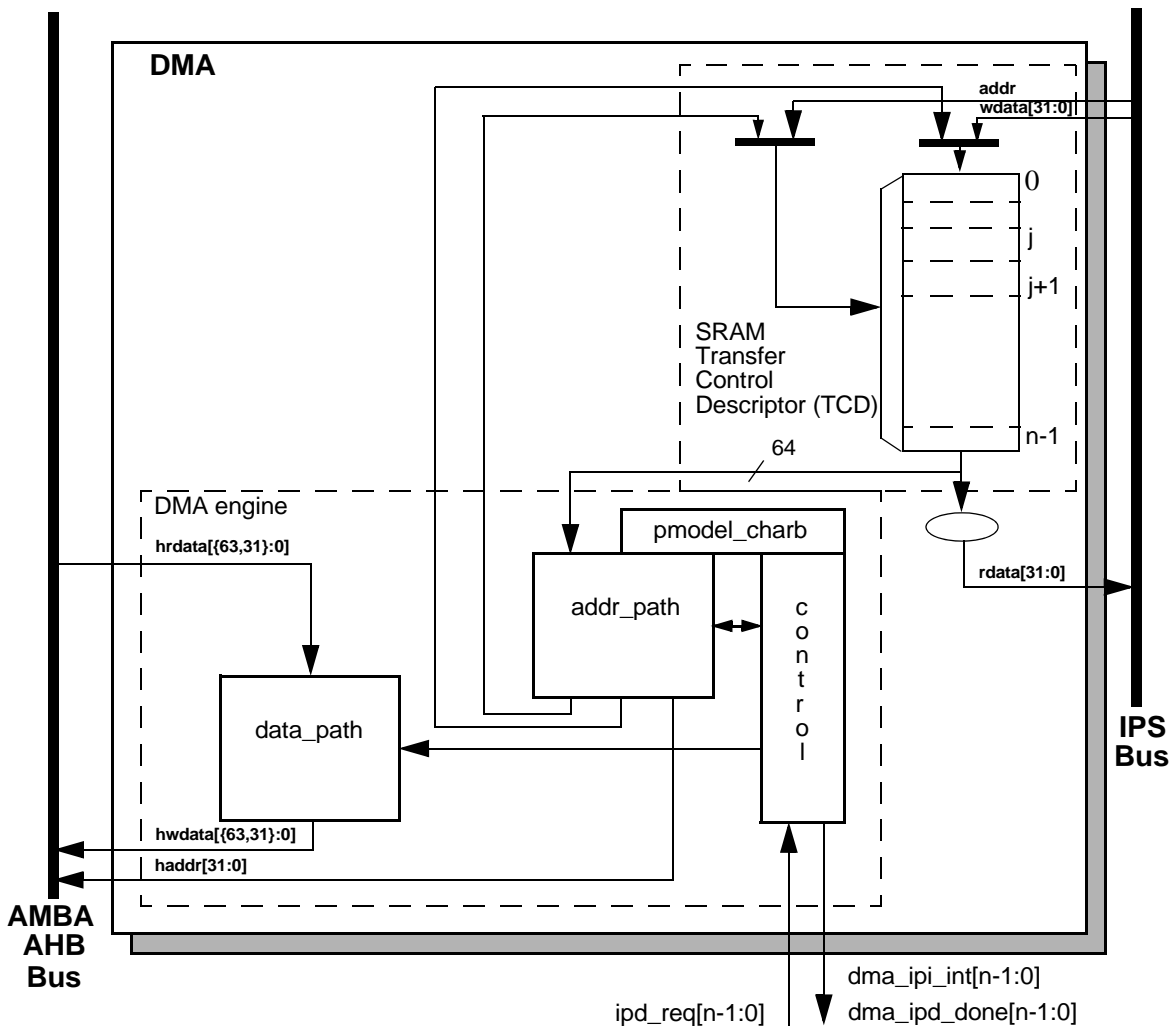 DMA
addr
wdata[31:0]
0
j
j+1
SRAM
Transfer
Control
Descriptor (TCD)
n-1
64
DMA engine
pmodel_charb
hrdata[{63,31}:0]
rdata[31:0]
addr_path
control
data_path
IPS
Bus
hwdata[{63,31}:0]
haddr[31:0]
AMBA
AHB
Bus
dma_ipi_int[n-1:0]
ipd_req[n-1:0]
dma_ipd_done[n-1:0]